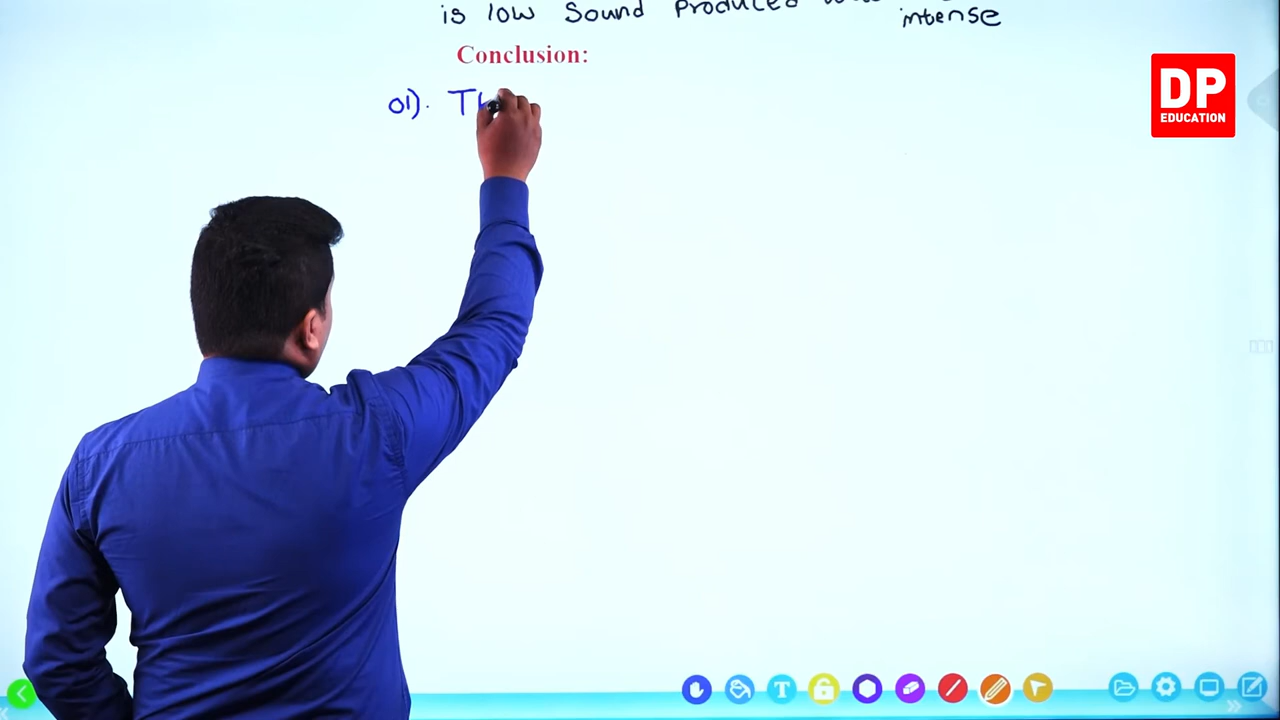 is low sound produced
intense
Conclusion:
01). Th
DP
EDUCATION
T